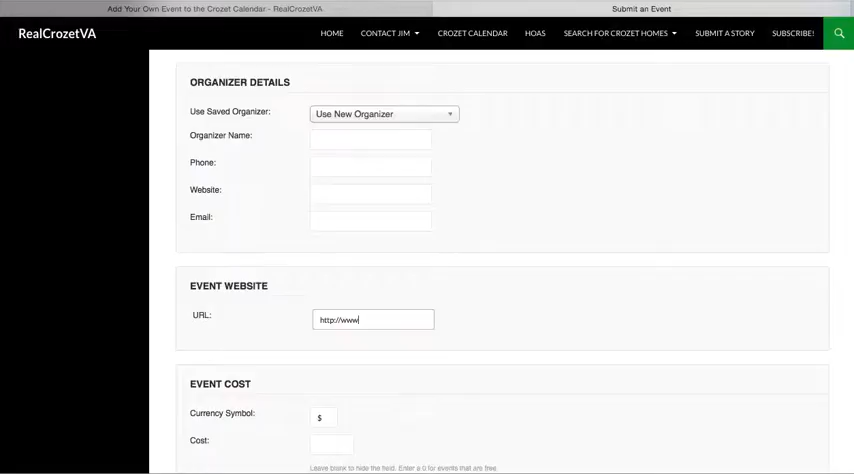 Add Your Own Event to the Crozet Calendar - RealCrozetVA
Submit an Event
RealCrozetVA
HOME CONTACT JIM CROZET CALENDAR HOAS SEARCH FOR CROZET HOMES SUBMIT A STORY SUBSCRIBE!
ORGANIZER DETAILS
Use Saved Organizer: Use New Organizer
Organizer Name:
Phone:
Website:
Email:
EVENT WEBSITE
URL: http://www
EVENT COST
Currency Symbol: $
Cost:
Leave blank to hide the field. Enter a 0 for events that are free.